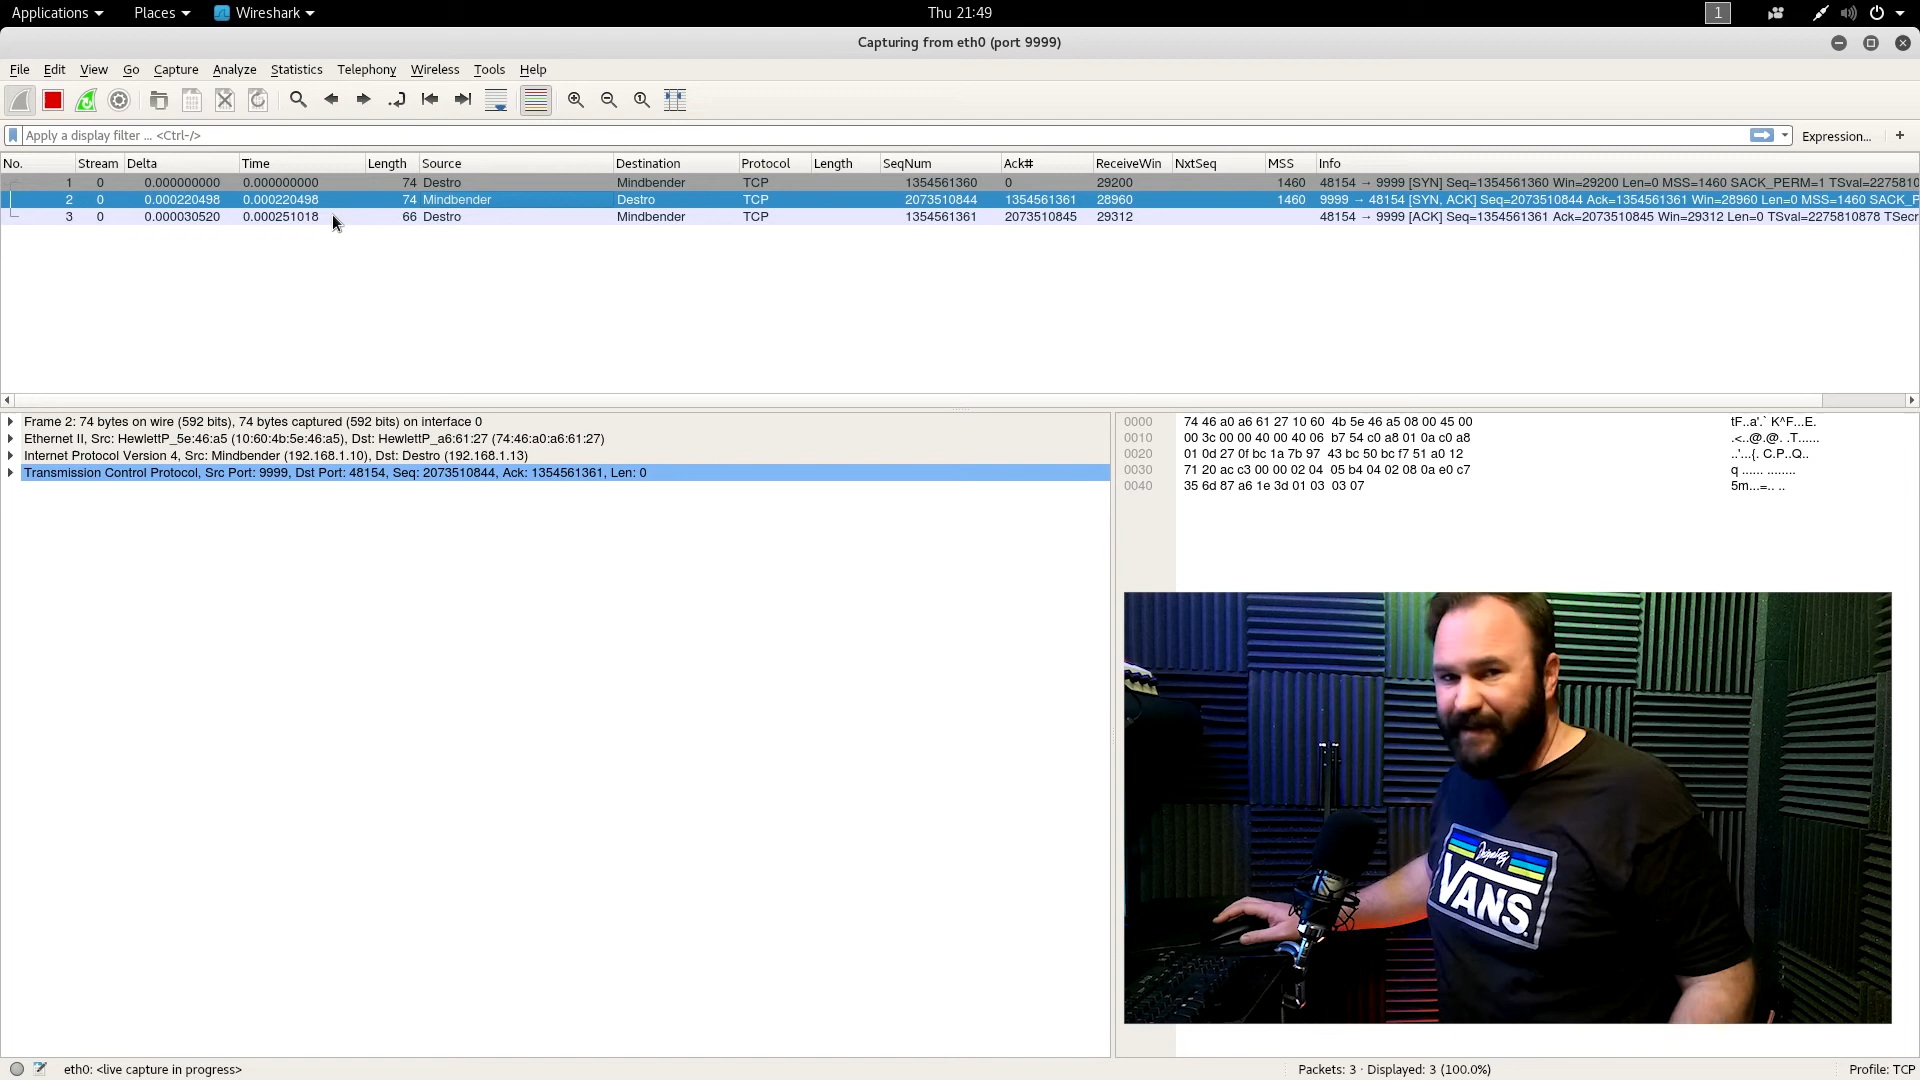 Applications Places Wireshark Thu 21:49 1
Capturing from eth0 (port 9999)
File Edit View Go Capture Analyze Statistics Telephony Wireless Tools Help
Apply a display filter ... <Ctrl-/> Expression... +
No. Stream Delta Time Length Source Destination Protocol Length SeqNum Ack# ReceiveWin NxtSeq MSS Info
1 0 0.000000000 0.000000000 74 Destro Mindbender TCP 1354561360 0 29200 1460 48154 → 9999 [SYN] Seq=1354561360 Win=29200 Len=0 MSS=1460 SACK_PERM=1 TSval=2275810
2 0 0.000220498 0.000220498 74 Mindbender Destro TCP 2073510844 1354561361 28960 1460 9999 → 48154 [SYN, ACK] Seq=2073510844 Ack=1354561361 Win=28960 Len=0 MSS=1460 SACK_P
3 0 0.000030520 0.000251018 66 Destro Mindbender TCP 1354561361 2073510845 29312 48154 → 9999 [ACK] Seq=1354561361 Ack=2073510845 Win=29312 Len=0 TSval=2275810878 TSecr
Frame 2: 74 bytes on wire (592 bits), 74 bytes captured (592 bits) on interface 0
Ethernet II, Src: HewlettP_5e:46:a5 (10:60:4b:5e:46:a5), Dst: HewlettP_a6:61:27 (74:46:a0:a6:61:27)
Internet Protocol Version 4, Src: Mindbender (192.168.1.10), Dst: Destro (192.168.1.13)
Transmission Control Protocol, Src Port: 9999, Dst Port: 48154, Seq: 2073510844, Ack: 1354561361, Len: 0
0000 74 46 a0 a6 61 27 10 60 4b 5e 46 a5 08 00 45 00 tF..a'.` K^F...E.
0010 00 3c 00 00 40 00 40 06 b7 54 c0 a8 01 0a c0 a8 .<..@.@. .T......
0020 01 0d 27 0f bc 1a 7b 97 43 bc 50 bc f7 51 a0 12 ..'...{. C.P..Q..
0030 71 20 ac c3 00 00 02 04 05 b4 04 02 08 0a e0 c7 q ...... ........
0040 35 6d 87 a6 1e 3d 01 03 03 07 5m...=.. ..
VANS
eth0: <live capture in progress> Packets: 3 · Displayed: 3 (100.0%) Profile: TCP